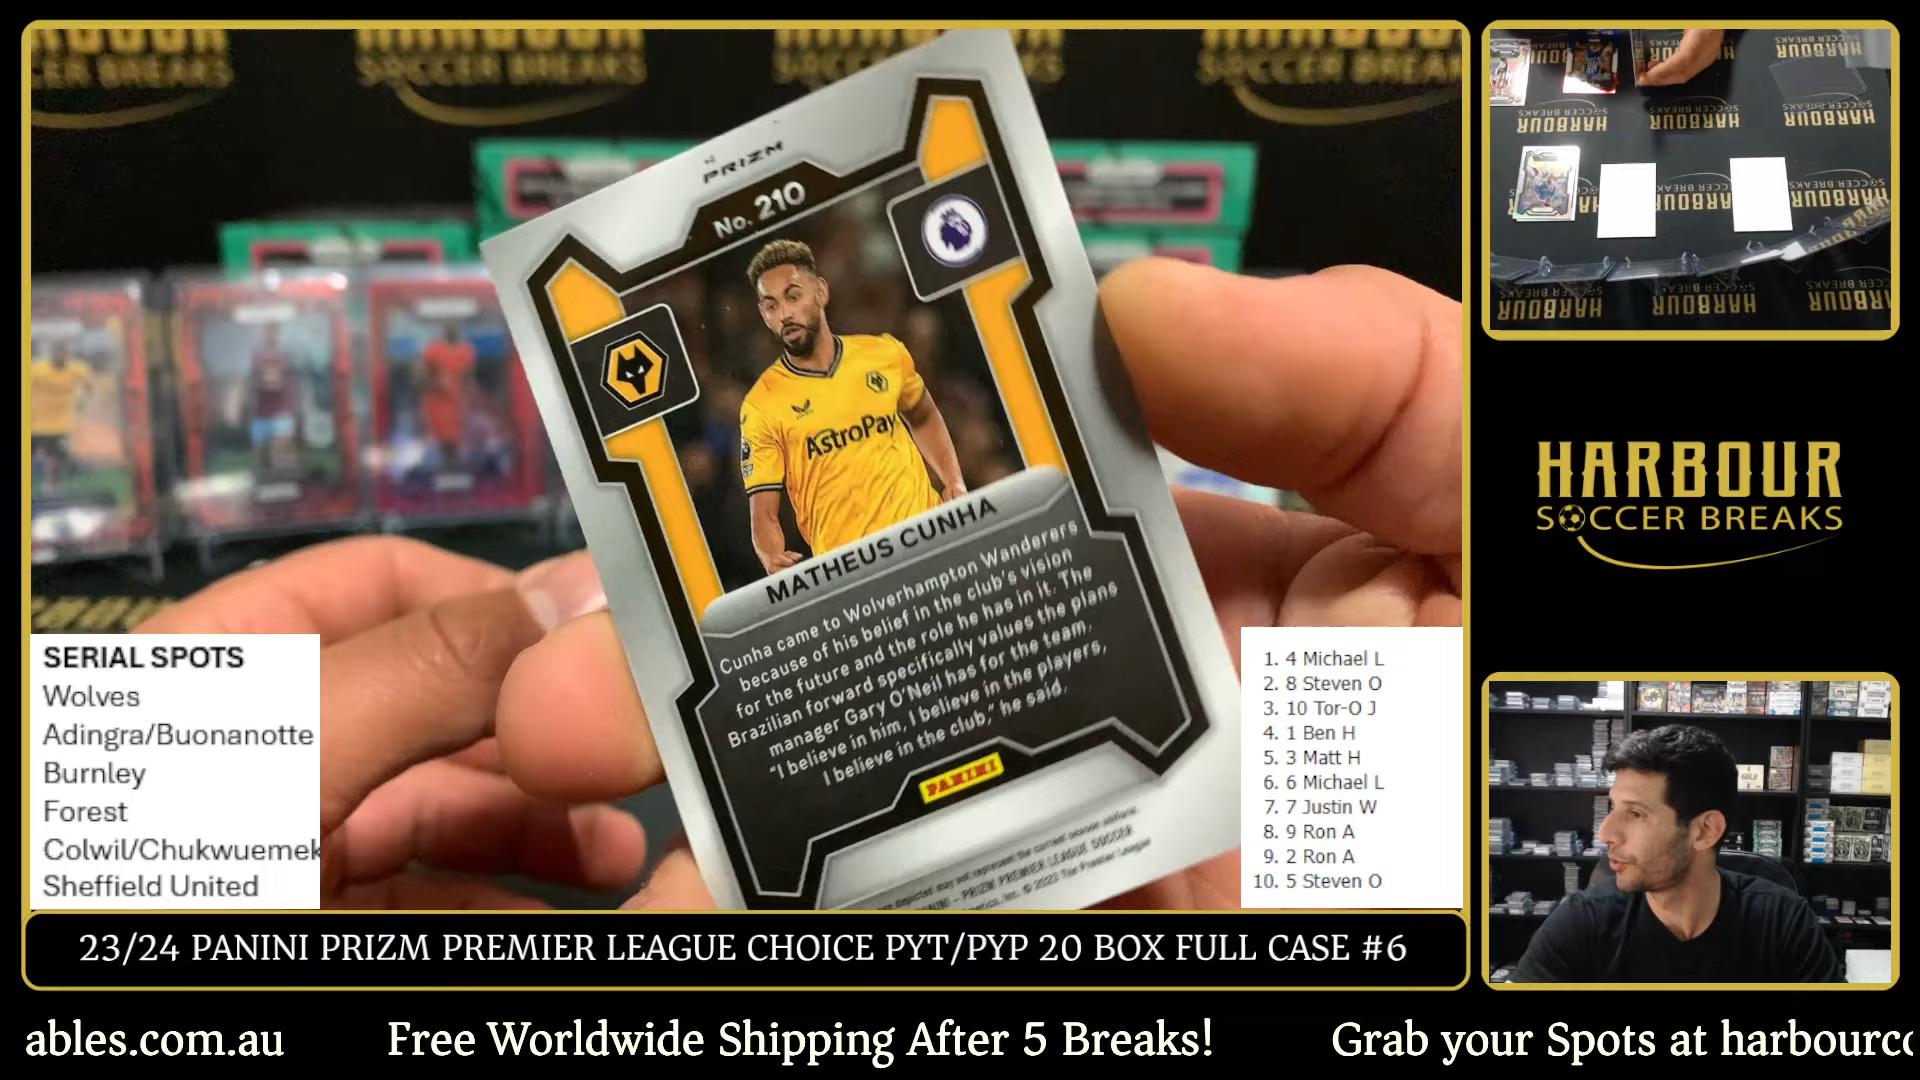 HARBOUR
SOCCER BREAKS
PRIZM
No. 210
AstroPay
MATHEUS CUNHA
Cunha came to Wolverhampton Wanderers
because of his belief in the club's vision
for the future and the role he has in it. The
Brazilian forward specifically values the plans
manager Gary O'Neil has for the team.
"I believe in him, I believe in the players,
I believe in the club," he said.
PANINI
SERIAL SPOTS
Wolves
Adingra/Buonanotte
Burnley
Forest
Colwil/Chukwuemek
Sheffield United
1. 4 Michael L
2. 8 Steven O
3. 10 Tor-O J
4. 1 Ben H
5. 3 Matt H
6. 6 Michael L
7. 7 Justin W
8. 9 Ron A
9. 2 Ron A
10. 5 Steven O
HARBOUR
SOCCER BREAKS
23/24 PANINI PRIZM PREMIER LEAGUE CHOICE PYT/PYP 20 BOX FULL CASE #6
ables.com.au Free Worldwide Shipping After 5 Breaks! Grab your Spots at harbourc